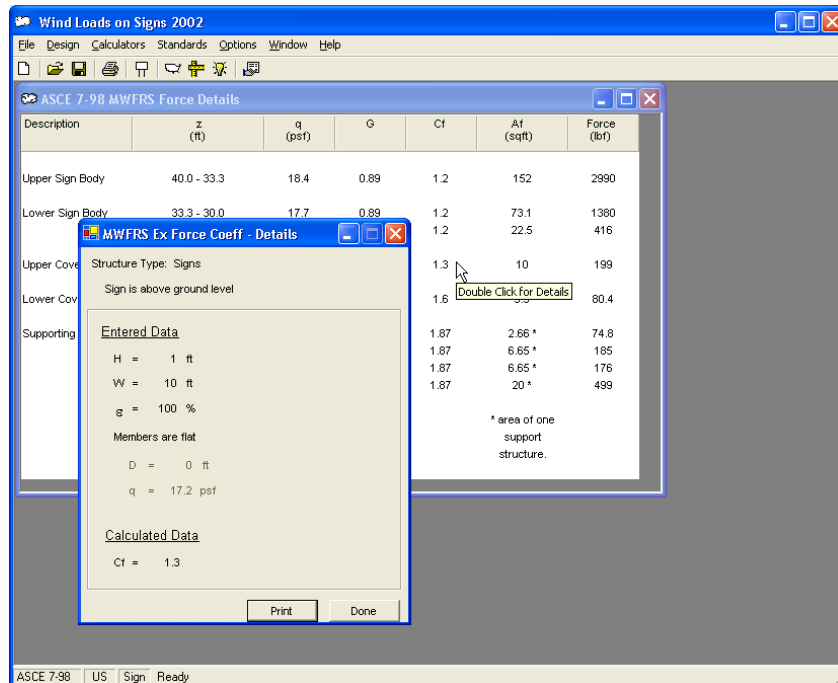 Wind Loads on Signs 2002
File Design Calculators Standards Options Window Help
ASCE 7-98 MWFRS Force Details
Description z q G Cf Af Force
(ft) (psf) (sqft) (lbf)
Upper Sign Body 40.0 - 33.3 18.4 0.89 1.2 152 2990
Lower Sign Body 33.3 - 30.0 17.7 0.89 1.2 73.1 1380
1.2 22.5 416
Upper Cove 1.3 10 199
Lower Cov 1.6 80.4
Double Click for Details
Supporting 1.87 2.66 * 74.8
1.87 6.65 * 185
1.87 6.65 * 176
1.87 20 * 499
* area of one
support
structure.
MWFRS Ex Force Coeff - Details
Structure Type: Signs
Sign is above ground level
Entered Data
H = 1 ft
W = 10 ft
g = 100 %
Members are flat
D = 0 ft
q = 17.2 psf
Calculated Data
Cf = 1.3
Print Done
ASCE 7-98 US Sign Ready